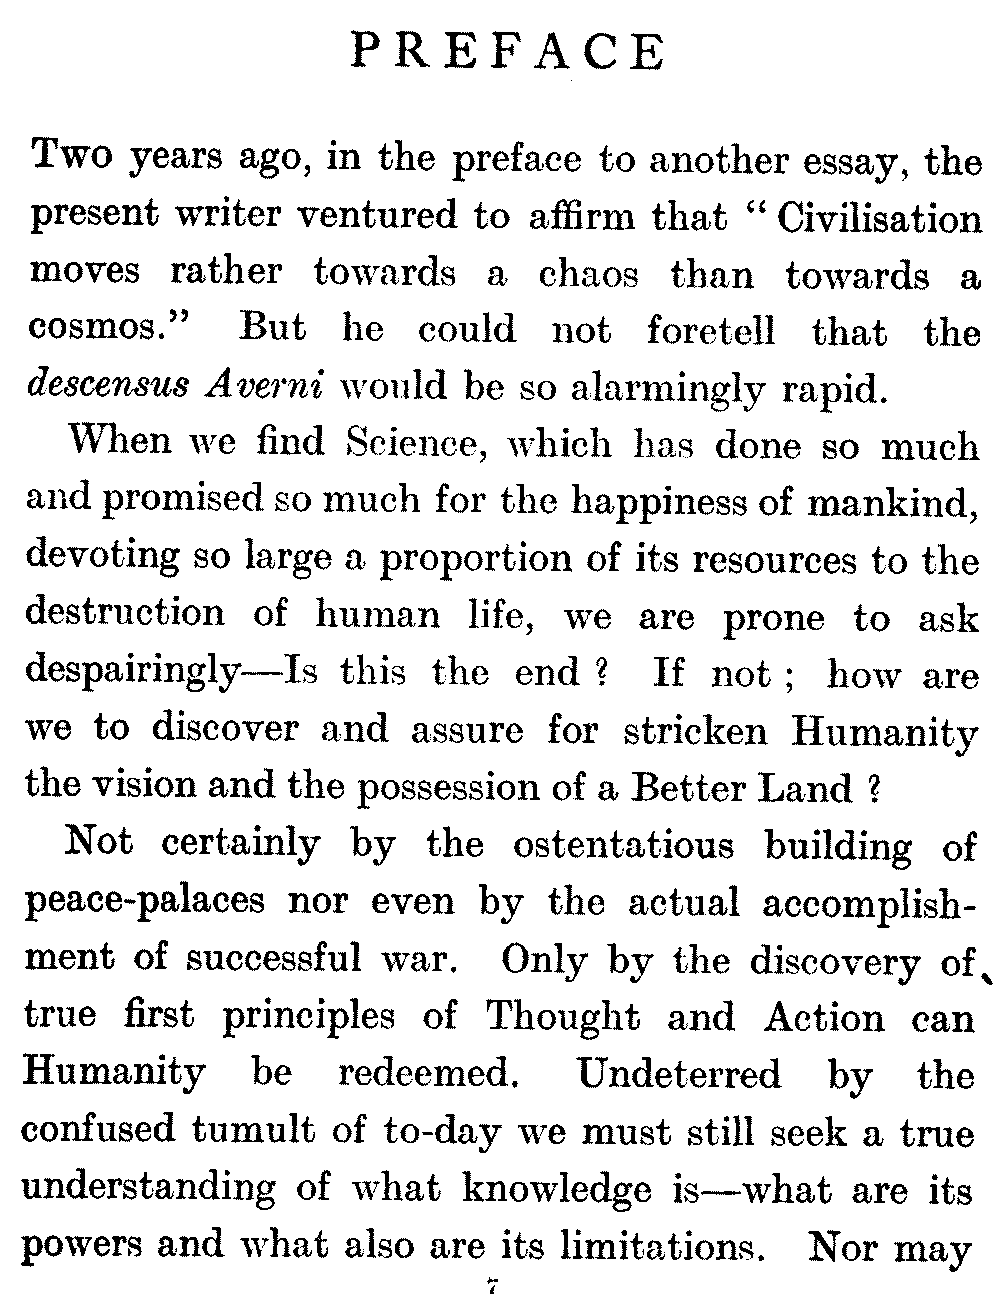 PREFACE
Two years ago, in the preface to another essay, the
present writer ventured to affirm that “ Civilisation
moves rather towards a chaos than towards a
cosmos.” But he could not foretell that the
descensus Averni would be so alarmingly rapid.
When we find Science, which has done so much
and promised so much for the happiness of mankind,
devoting so large a proportion of its resources to the
destruction of human life, we are prone to ask
despairingly—Is this the end ? If not ; how are
we to discover and assure for stricken Humanity
the vision and the possession of a Better Land ?
Not certainly by the ostentatious building of
peace-palaces nor even by the actual accomplish-
ment of successful war. Only by the discovery of
true first principles of Thought and Action can
Humanity be redeemed. Undeterred by the
confused tumult of to-day we must still seek a true
understanding of what knowledge is—what are its
powers and what also are its limitations. Nor may
7